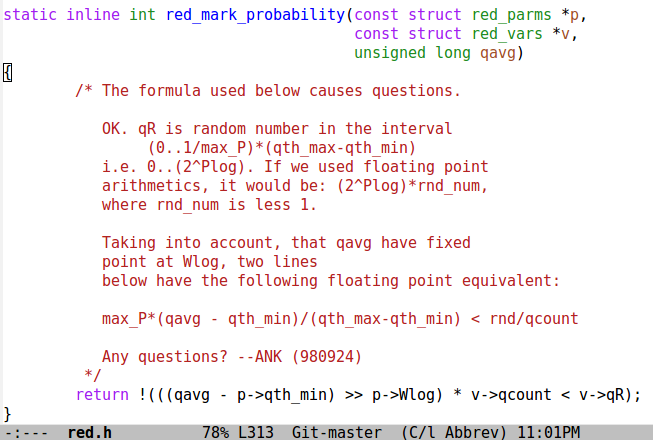 static inline int red_mark_probability(const struct red_parms *p,
                                       const struct red_vars *v,
                                       unsigned long qavg)
{
        /* The formula used below causes questions.

           OK. qR is random number in the interval
                (0..1/max_P)*(qth_max-qth_min)
           i.e. 0..(2^Plog). If we used floating point
           arithmetics, it would be: (2^Plog)*rnd_num,
           where rnd_num is less 1.

           Taking into account, that qavg have fixed
           point at Wlog, two lines
           below have the following floating point equivalent:

           max_P*(qavg - qth_min)/(qth_max-qth_min) < rnd/qcount

           Any questions? --ANK (980924)
         */
        return !(((qavg - p->qth_min) >> p->Wlog) * v->qcount < v->qR);
}
-:---  red.h          78% L313  Git-master  (C/l Abbrev) 11:01PM